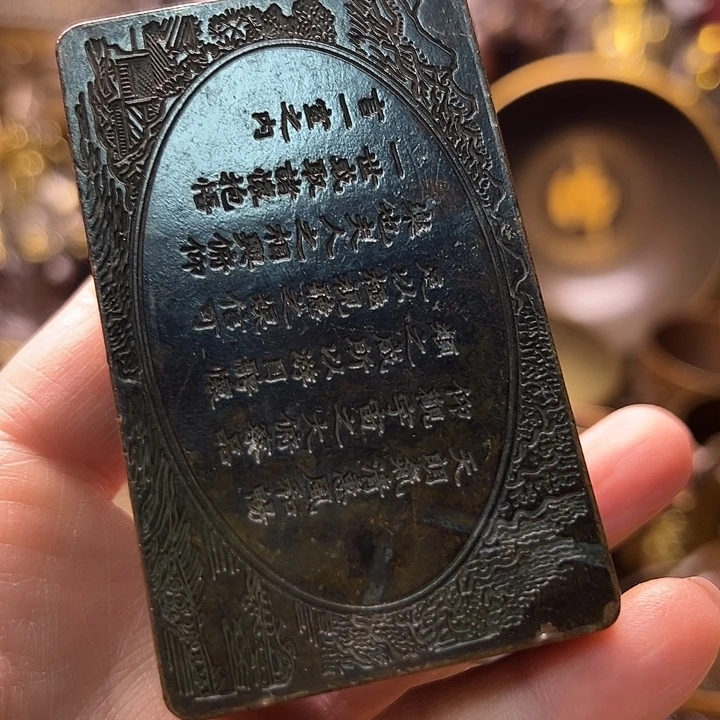 天朗氣清惠風和暢
仰觀宇宙之大俯察品
類之盛所以游目騁懷
足以極視聽之娛信可
樂也夫人之相與俯仰
一世或取諸懷抱悟
言一室之內